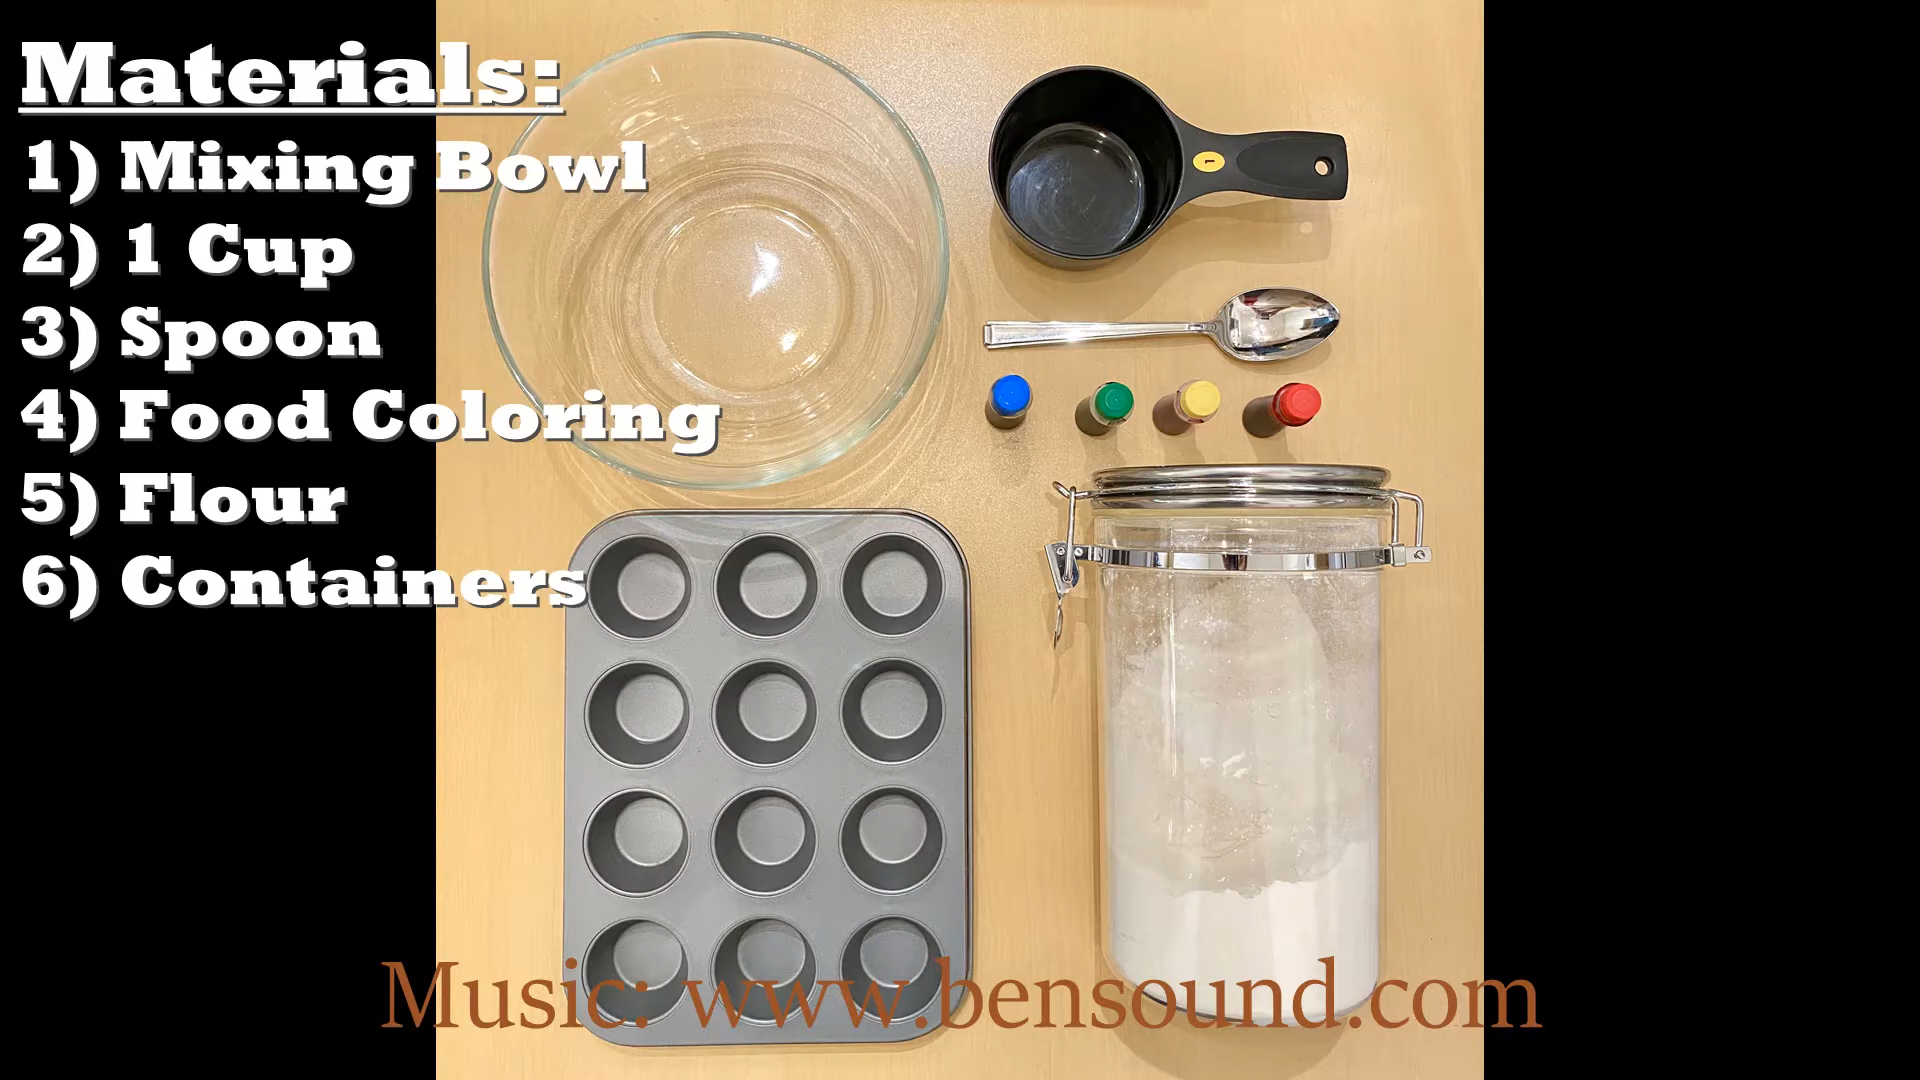 Materials:
1) Mixing Bowl
2) 1 Cup
3) Spoon
4) Food Coloring
5) Flour
6) Containers
1
Music: www.bensound.com